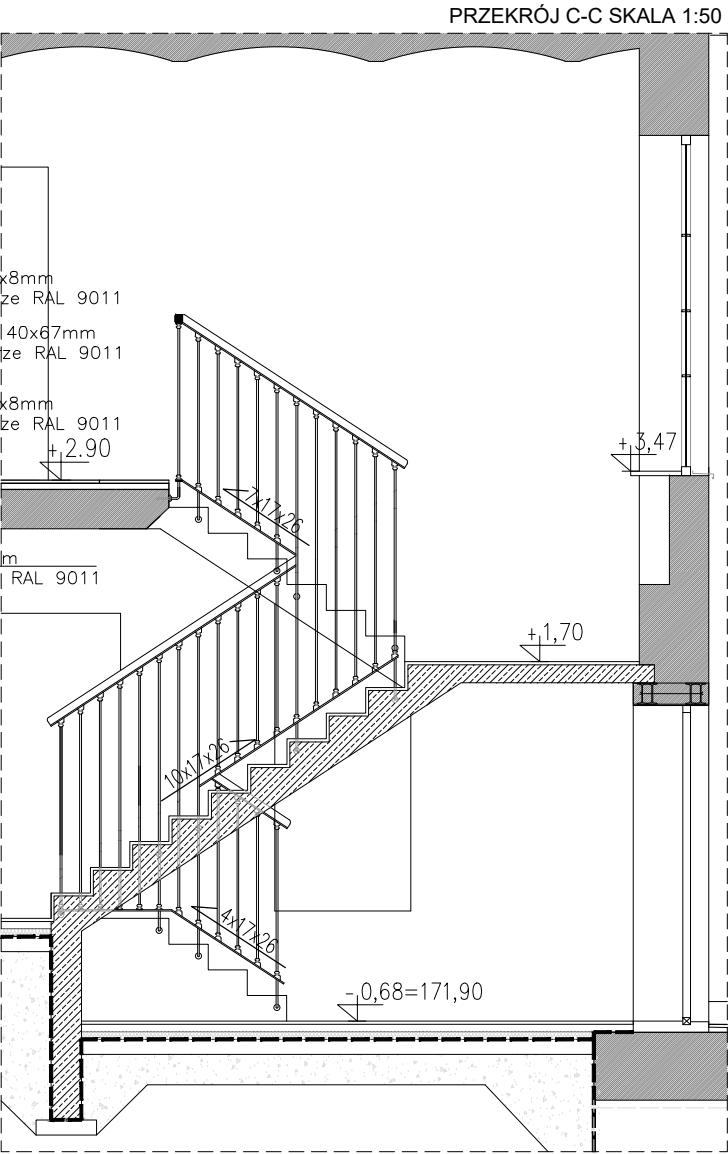 PRZEKRÓJ C-C SKALA 1:50
x8mm
ze RAL 9011
40x67mm
ze RAL 9011
x8mm
ze RAL 9011
+2.90
+3,47
7x17x26
m
RAL 9011
+1,70
10x17x26
4x17x26
-0,68=171,90